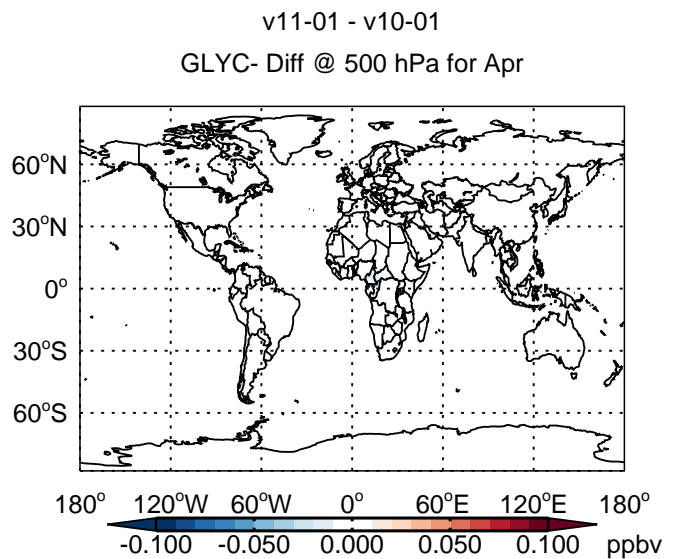 v11-01 - v10-01
GLYC- Diff @ 500 hPa for Apr
60°N
30°N
0°
30°S
60°S
180° 120°W 60°W 0° 60°E 120°E 180°
-0.100 -0.050 0.000 0.050 0.100 ppbv